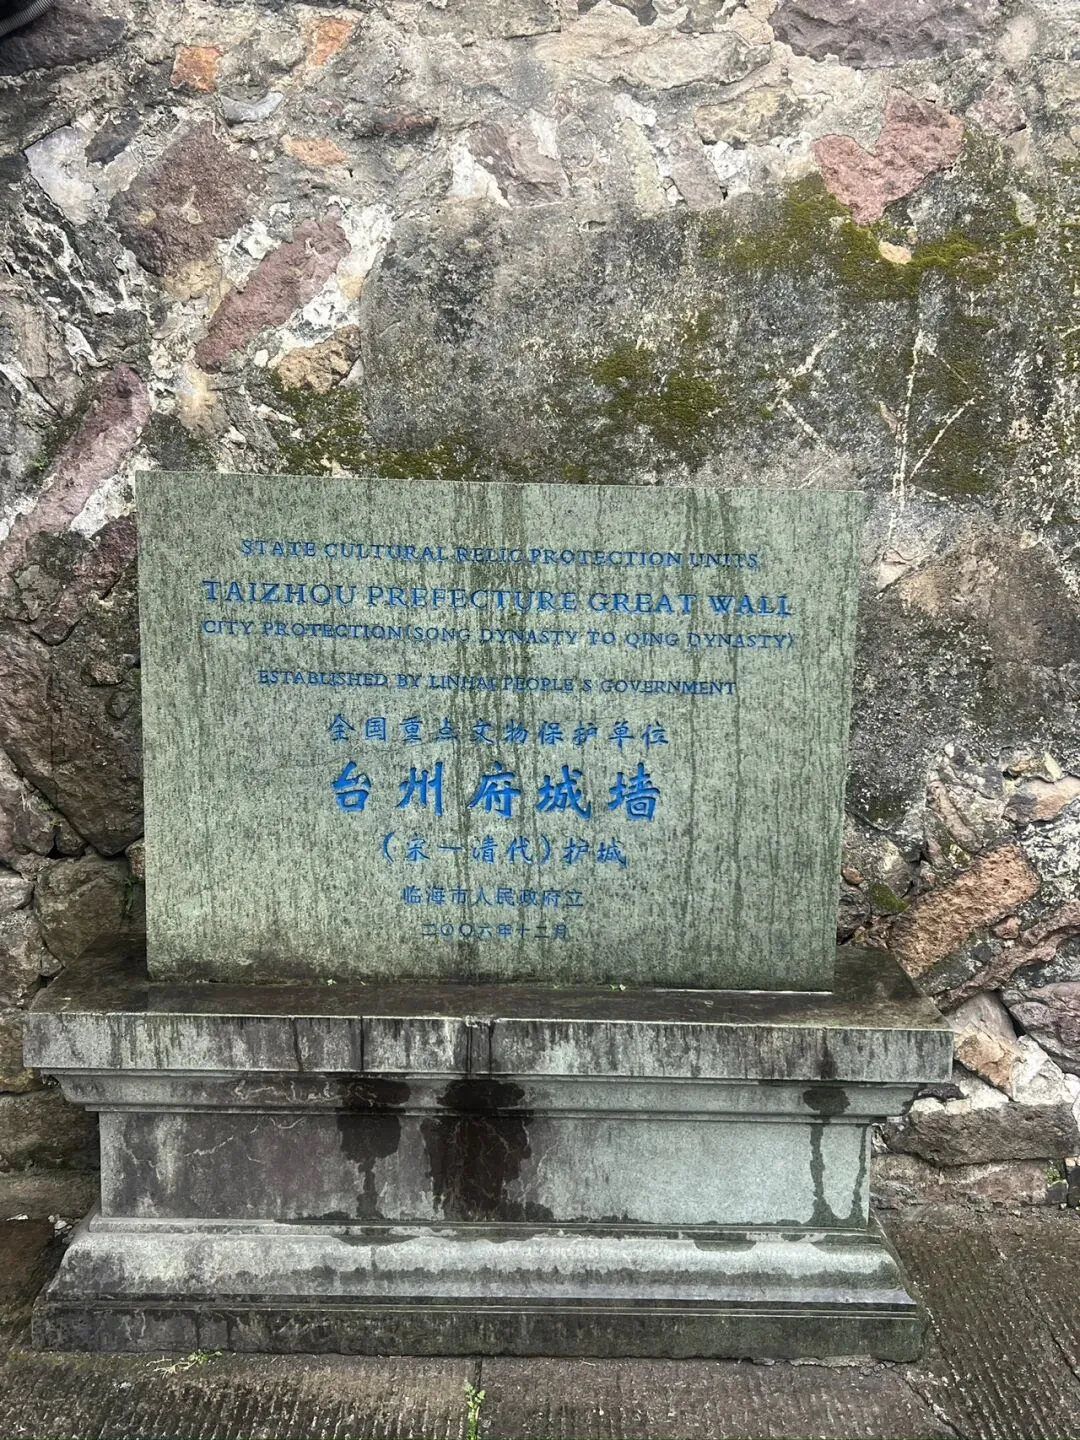 STATE CULTURAL RELIC PROTECTION UNITS
TAIZHOU PREFECTURE GREAT WALL
CITY PROTECTION(SONG DYNASTY TO QING DYNASTY)
ESTABLISHED BY LINHAI PEOPLE S GOVERNMENT
全国重点文物保护单位
台州府城墙
(宋一清代)护城
临海市人民政府立
二〇〇六年十二月